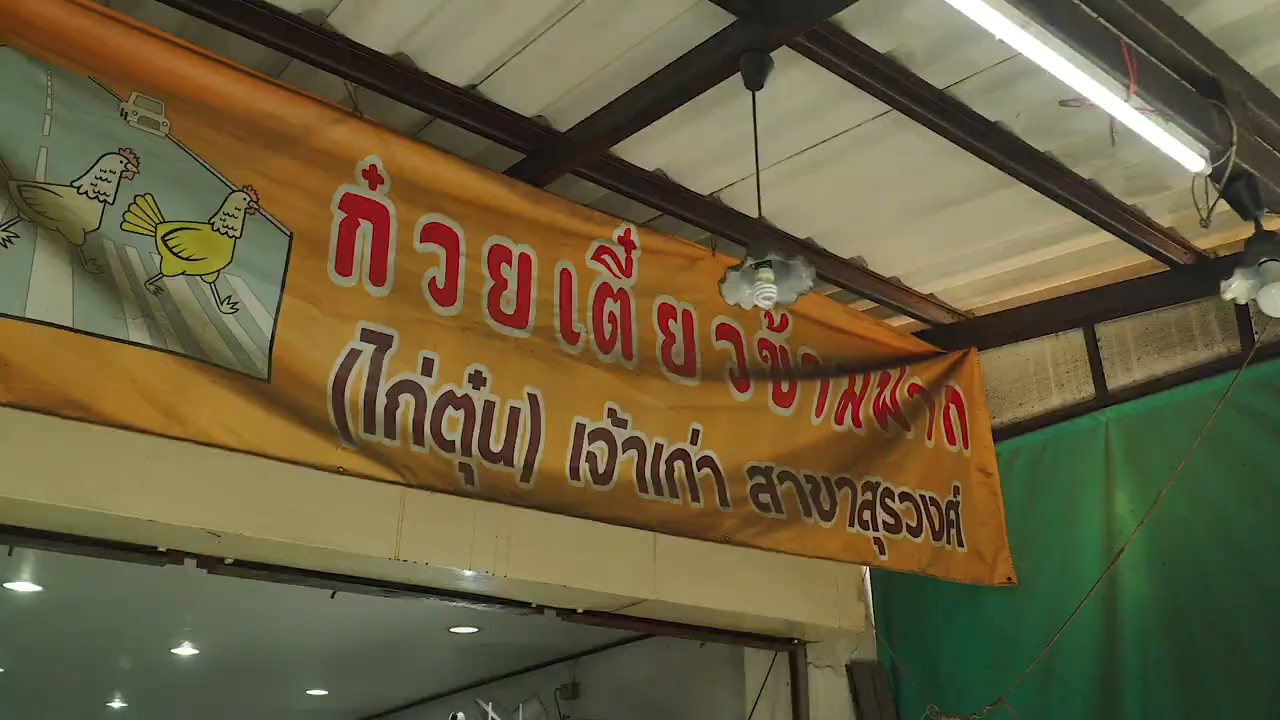 ก๋วยเตี๋ยวข้ามฟาก
(ไก่ตุ๋น) เจ้าเก่า สาขาสุรวงศ์